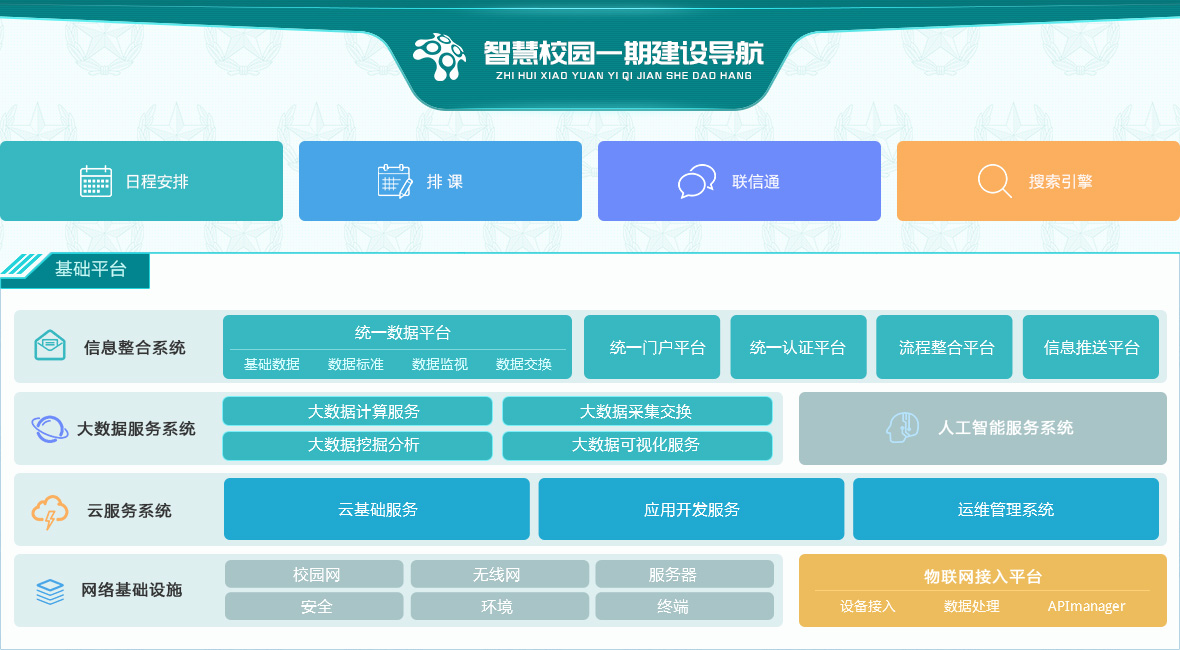 智慧校园一期建设导航
ZHI HUI XIAO YUAN YI QI JIAN SHE DAO HANG
日程安排
排 课
联信通
搜索引擎
基础平台
信息整合系统
统一数据平台
基础数据 数据标准 数据监视 数据交换
统一门户平台
统一认证平台
流程整合平台
信息推送平台
大数据服务系统
大数据计算服务
大数据采集交换
大数据挖掘分析
大数据可视化服务
人工智能服务系统
云服务系统
云基础服务
应用开发服务
运维管理系统
网络基础设施
校园网
无线网
服务器
安全
环境
终端
物联网接入平台
设备接入 数据处理 APImanager